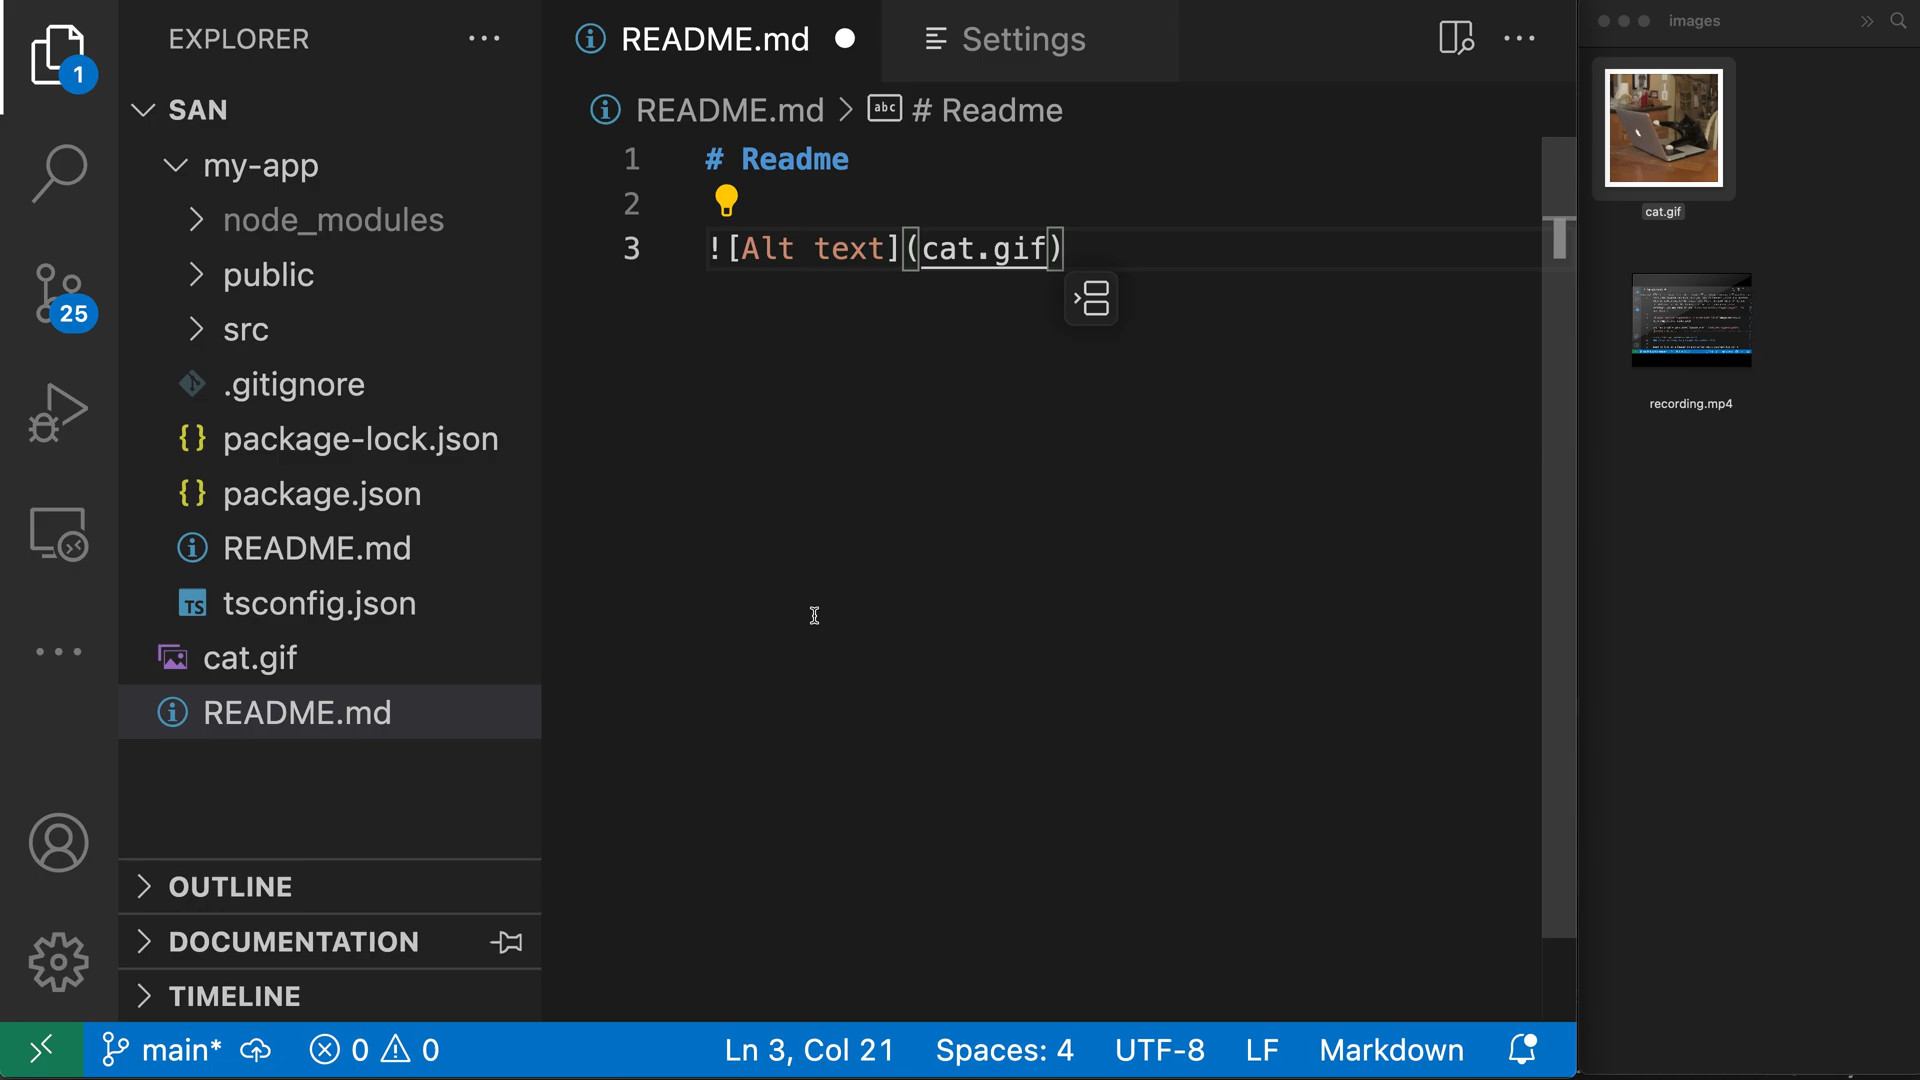 1
25
EXPLORER
SAN
my-app
node_modules
public
src
.gitignore
{} package-lock.json
{} package.json
README.md
TS tsconfig.json
cat.gif
README.md
OUTLINE
DOCUMENTATION
TIMELINE
README.md
Settings
README.md > abc # Readme
1 # Readme
2
3 ![Alt text](cat.gif)
images
cat.gif
recording.mp4
main* 0 0
Ln 3, Col 21 Spaces: 4 UTF-8 LF Markdown